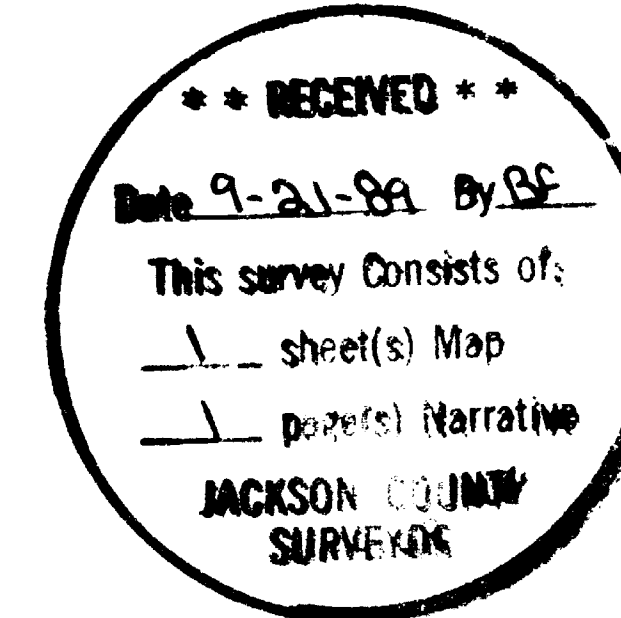 * * RECEIVED * *
Date 9-21-89 By BF
This survey Consists of:
1 sheet(s) Map
1 page(s) Narrative
JACKSON COUNTY
SURVEYOR